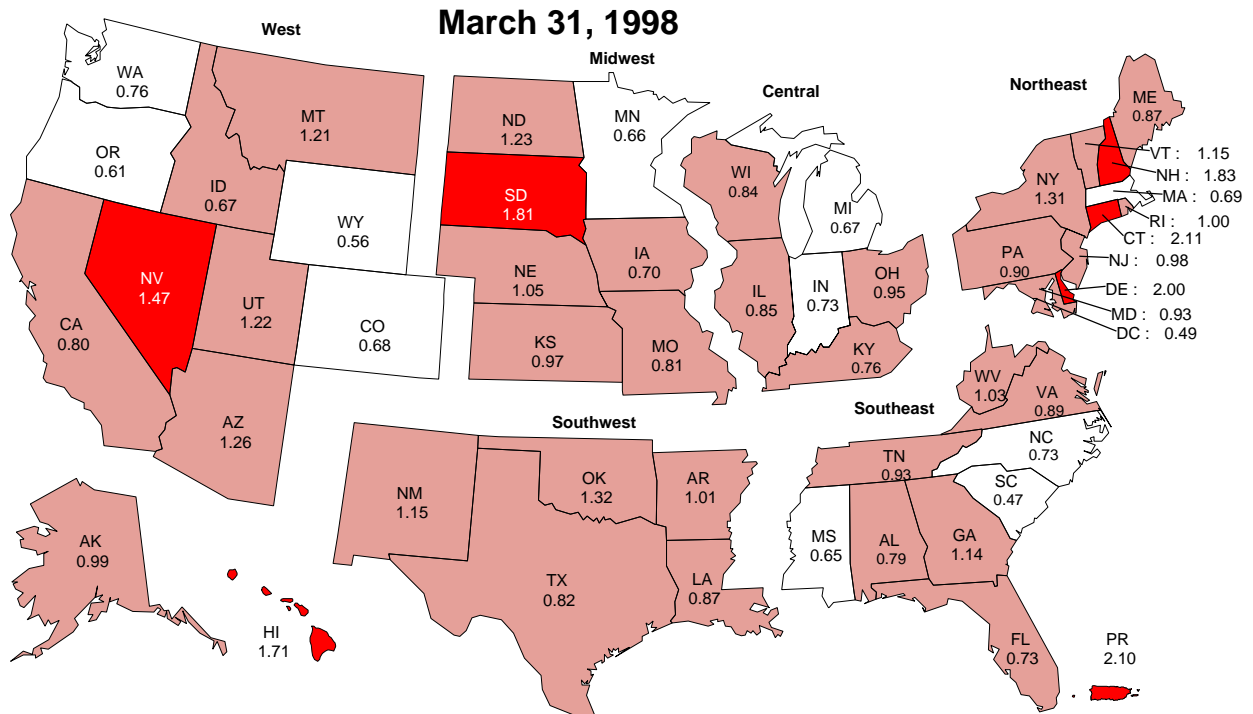 March 31, 1998
West
Midwest
Central
Northeast
WA
0.76
OR
0.61
MT
1.21
ID
0.67
WY
0.56
NV
1.47
UT
1.22
CO
0.68
CA
0.80
AZ
1.26
AK
0.99
HI
1.71
ND
1.23
MN
0.66
SD
1.81
NE
1.05
IA
0.70
KS
0.97
MO
0.81
WI
0.84
MI
0.67
IL
0.85
IN
0.73
OH
0.95
KY
0.76
ME
0.87
NY
1.31
PA
0.90
VT : 1.15
NH : 1.83
MA : 0.69
RI : 1.00
CT : 2.11
NJ : 0.98
DE : 2.00
MD : 0.93
DC : 0.49
Southwest
NM
1.15
OK
1.32
AR
1.01
TX
0.82
LA
0.87
Southeast
WV
1.03
VA
0.89
TN
0.93
NC
0.73
SC
0.47
MS
0.65
AL
0.79
GA
1.14
FL
0.73
PR
2.10